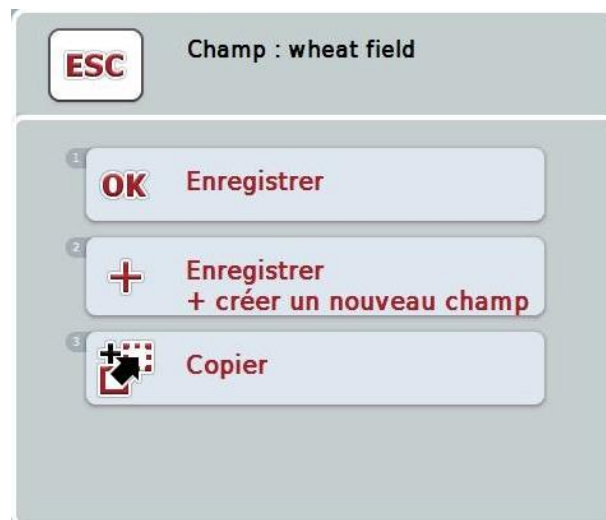 ESC
Champ : wheat field
1
OK
Enregistrer
2
Enregistrer
+ créer un nouveau champ
3
Copier